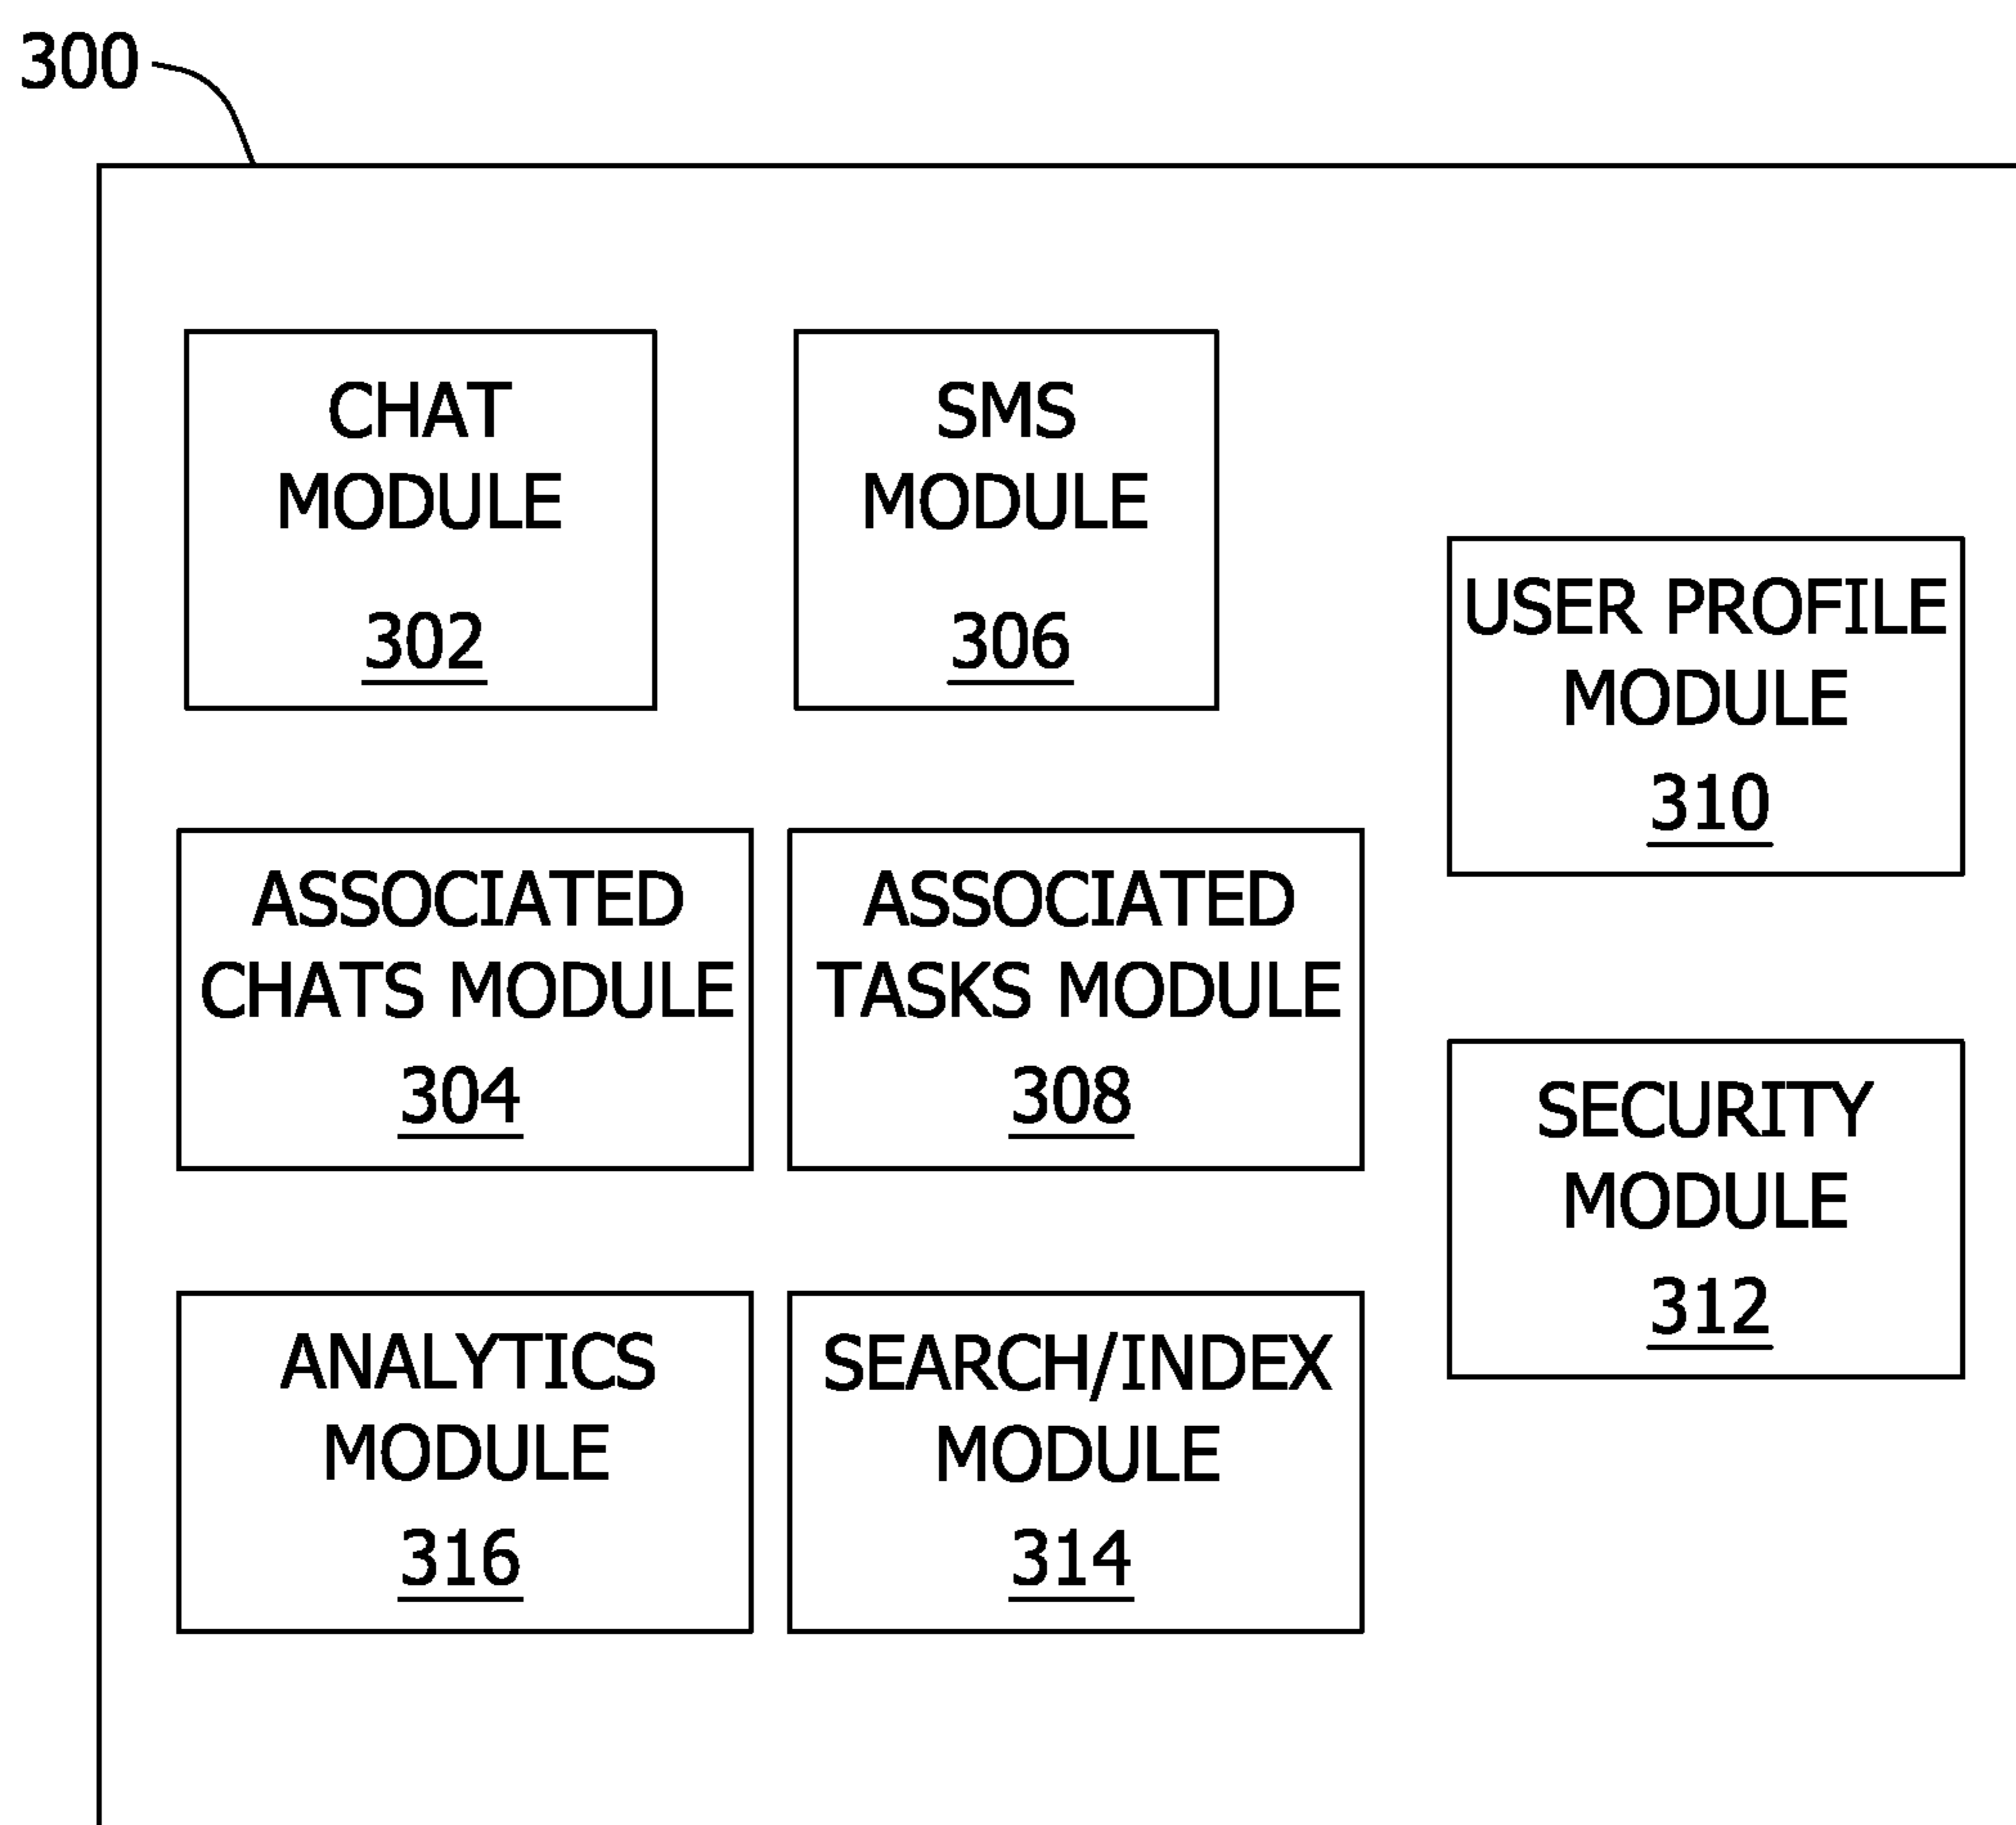 300
CHAT
MODULE
302
SMS
MODULE
306
USER PROFILE
MODULE
310
ASSOCIATED
CHATS MODULE
304
ASSOCIATED
TASKS MODULE
308
SECURITY
MODULE
312
ANALYTICS
MODULE
316
SEARCH/INDEX
MODULE
314